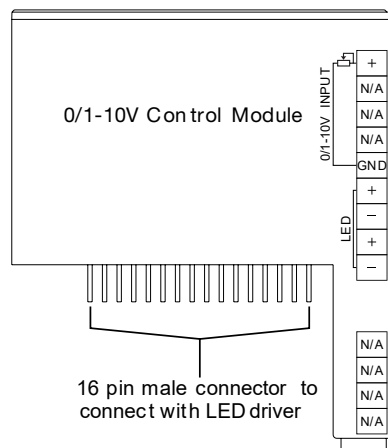 0/1-10V Control Module
0/1-10V INPUT
+
N/A
N/A
N/A
GND
LED
+
−
+
−
N/A
N/A
N/A
N/A
16 pin male connector to
connect with LED driver